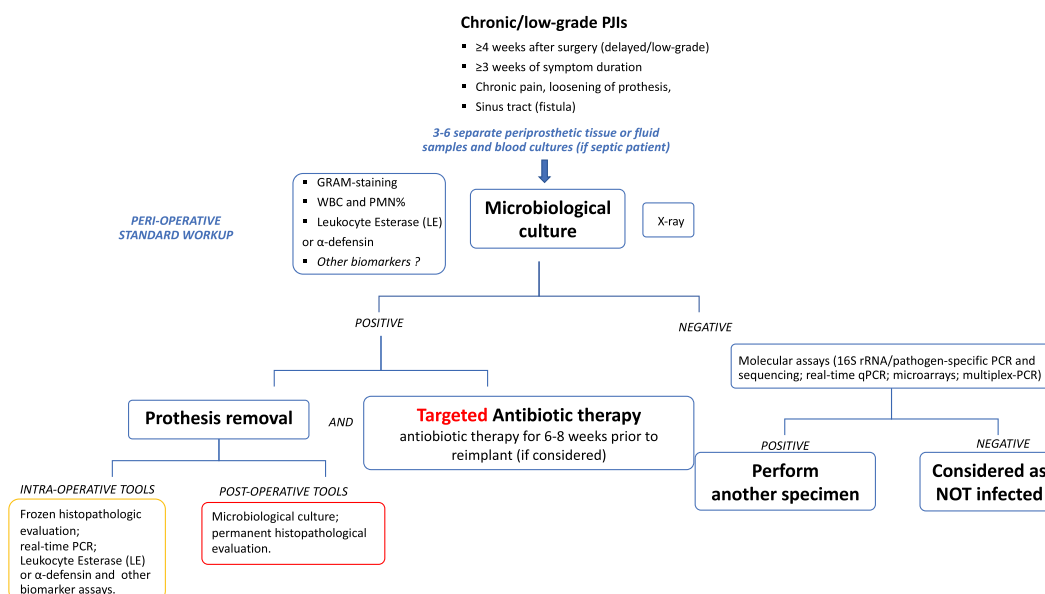 Chronic/low-grade PJIs
▪ ≥4 weeks after surgery (delayed/low-grade)
▪ ≥3 weeks of symptom duration
▪ Chronic pain, loosening of prothesis,
▪ Sinus tract (fistula)
3-6 separate periprosthetic tissue or fluid
samples and blood cultures (if septic patient)
PERI-OPERATIVE
STANDARD WORKUP
▪ GRAM-staining
▪ WBC and PMN%
▪ Leukocyte Esterase (LE)
or α-defensin
▪ Other biomarkers ?
Microbiological
culture
X-ray
POSITIVE
NEGATIVE
Molecular assays (16S rRNA/pathogen-specific PCR and
sequencing; real-time qPCR; microarrays; multiplex-PCR)
Prothesis removal
AND
Targeted Antibiotic therapy
antiobiotic therapy for 6-8 weeks prior to
reimplant (if considered)
POSITIVE
NEGATIVE
Perform
another specimen
Considered as
NOT infected
INTRA-OPERATIVE TOOLS
POST-OPERATIVE TOOLS
Frozen histopathologic
evaluation;
real-time PCR;
Leukocyte Esterase (LE)
or α-defensin and other
biomarker assays.
Microbiological culture;
permanent histopathological
evaluation.